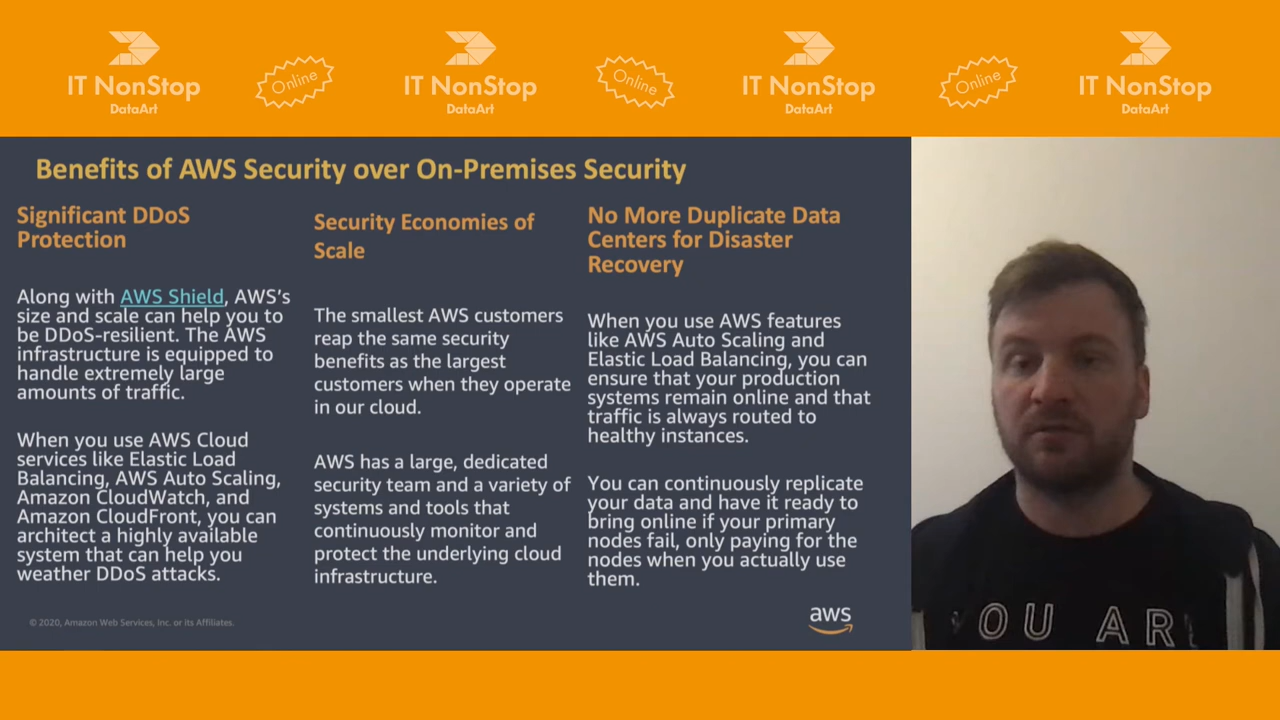 IT NonStop
DataArt
Online
IT NonStop
DataArt
Online
IT NonStop
DataArt
Online
IT NonStop
DataArt
Benefits of AWS Security over On-Premises Security
Significant DDoS
Protection
Along with AWS Shield, AWS's
size and scale can help you to
be DDoS-resilient. The AWS
infrastructure is equipped to
handle extremely large
amounts of traffic.
When you use AWS Cloud
services like Elastic Load
Balancing, AWS Auto Scaling,
Amazon CloudWatch, and
Amazon CloudFront, you can
architect a highly available
system that can help you
weather DDoS attacks.
Security Economies of
Scale
The smallest AWS customers
reap the same security
benefits as the largest
customers when they operate
in our cloud.
AWS has a large, dedicated
security team and a variety of
systems and tools that
continuously monitor and
protect the underlying cloud
infrastructure.
No More Duplicate Data
Centers for Disaster
Recovery
When you use AWS features
like AWS Auto Scaling and
Elastic Load Balancing, you can
ensure that your production
systems remain online and that
traffic is always routed to
healthy instances.
You can continuously replicate
your data and have it ready to
bring online if your primary
nodes fail, only paying for the
nodes when you actually use
them.
© 2020, Amazon Web Services, Inc. or its Affiliates.
aws
YOU AR